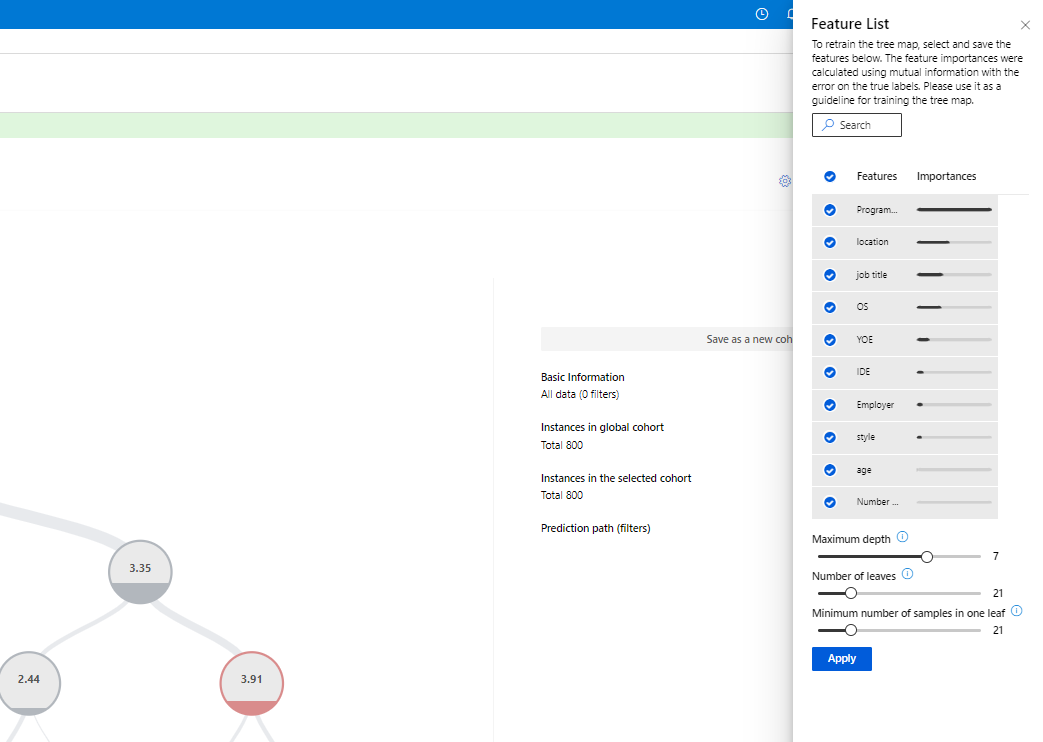 Feature List
To retrain the tree map, select and save the
features below. The feature importances were
calculated using mutual information with the
error on the true labels. Please use it as a
guideline for training the tree map.
Search
Features Importances
Program...
location
job title
OS
YOE
IDE
Employer
style
age
Number ...
Maximum depth
7
Number of leaves
21
Minimum number of samples in one leaf
21
Apply
Save as a new coh
Basic Information
All data (0 filters)
Instances in global cohort
Total 800
Instances in the selected cohort
Total 800
Prediction path (filters)
3.35
2.44
3.91